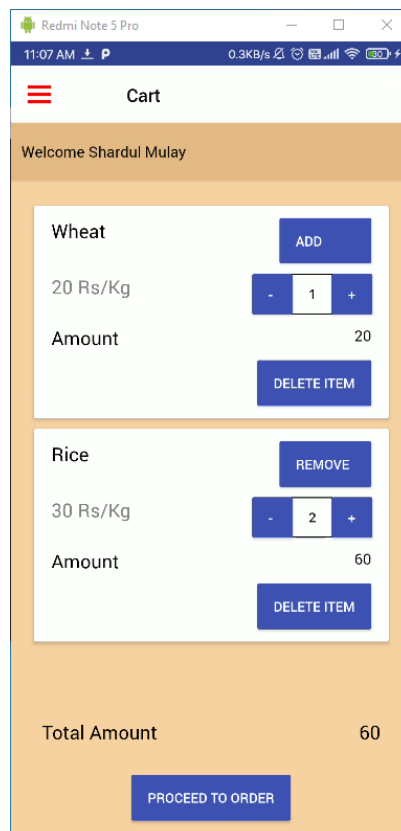 Redmi Note 5 Pro
11:07 AM P 0.3KB/s 30
Cart
Welcome Shardul Mulay
Wheat ADD
20 Rs/Kg - 1 +
Amount 20
DELETE ITEM
Rice REMOVE
30 Rs/Kg - 2 +
Amount 60
DELETE ITEM
Total Amount 60
PROCEED TO ORDER